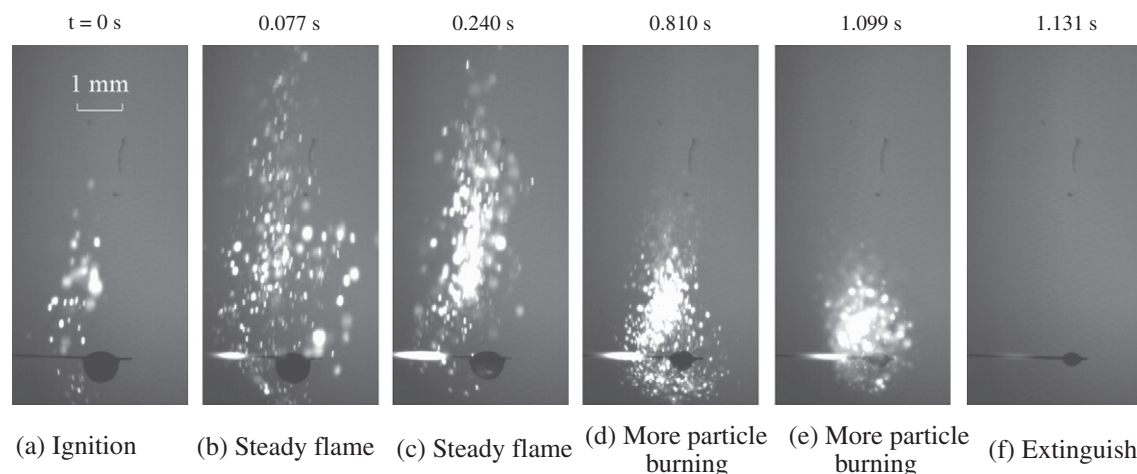 t = 0 s 0.077 s 0.240 s 0.810 s 1.099 s 1.131 s
1 mm
(a) Ignition (b) Steady flame (c) Steady flame (d) More particle (e) More particle (f) Extinguish
burning burning